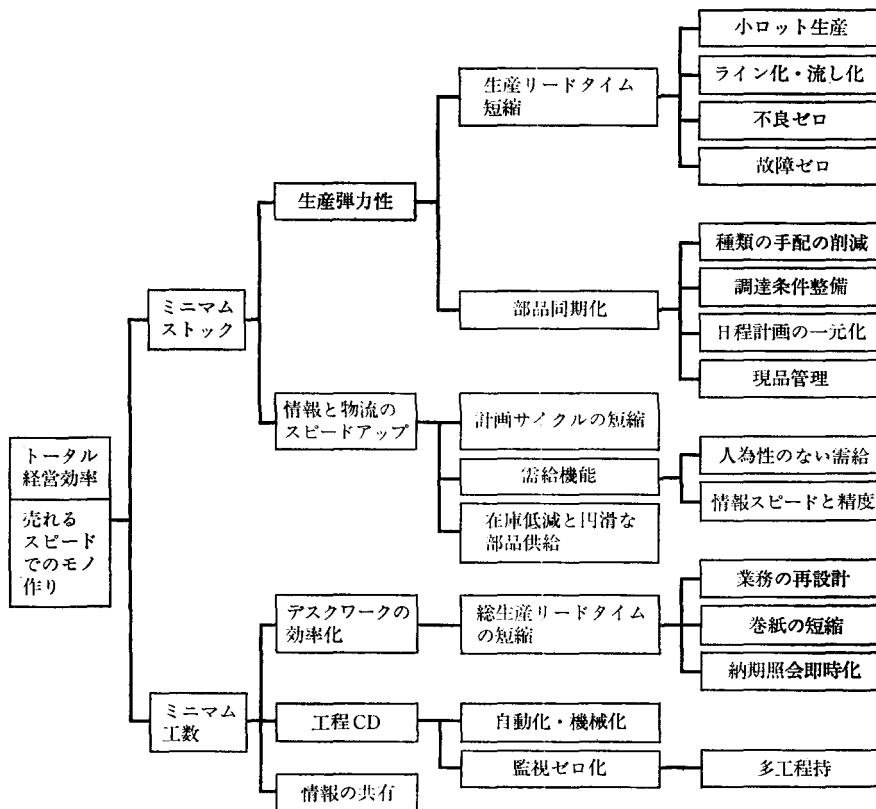 トータル
経営効率
売れる
スピード
でのモノ
作り
ミニマム
ストック
生産弾力性
生産リードタイム
短縮
小ロット生産
ライン化・流し化
不良ゼロ
故障ゼロ
部品同期化
種類の手配の削減
調達条件整備
日程計画の一元化
現品管理
情報と物流の
スピードアップ
計画サイクルの短縮
需給機能
人為性のない需給
情報スピードと精度
在庫低減と円滑な
部品供給
ミニマム
工数
デスクワークの
効率化
総生産リードタイム
の短縮
業務の再設計
巻紙の短縮
納期照会即時化
工程CD
自動化・機械化
監視ゼロ化
多工程持
情報の共有